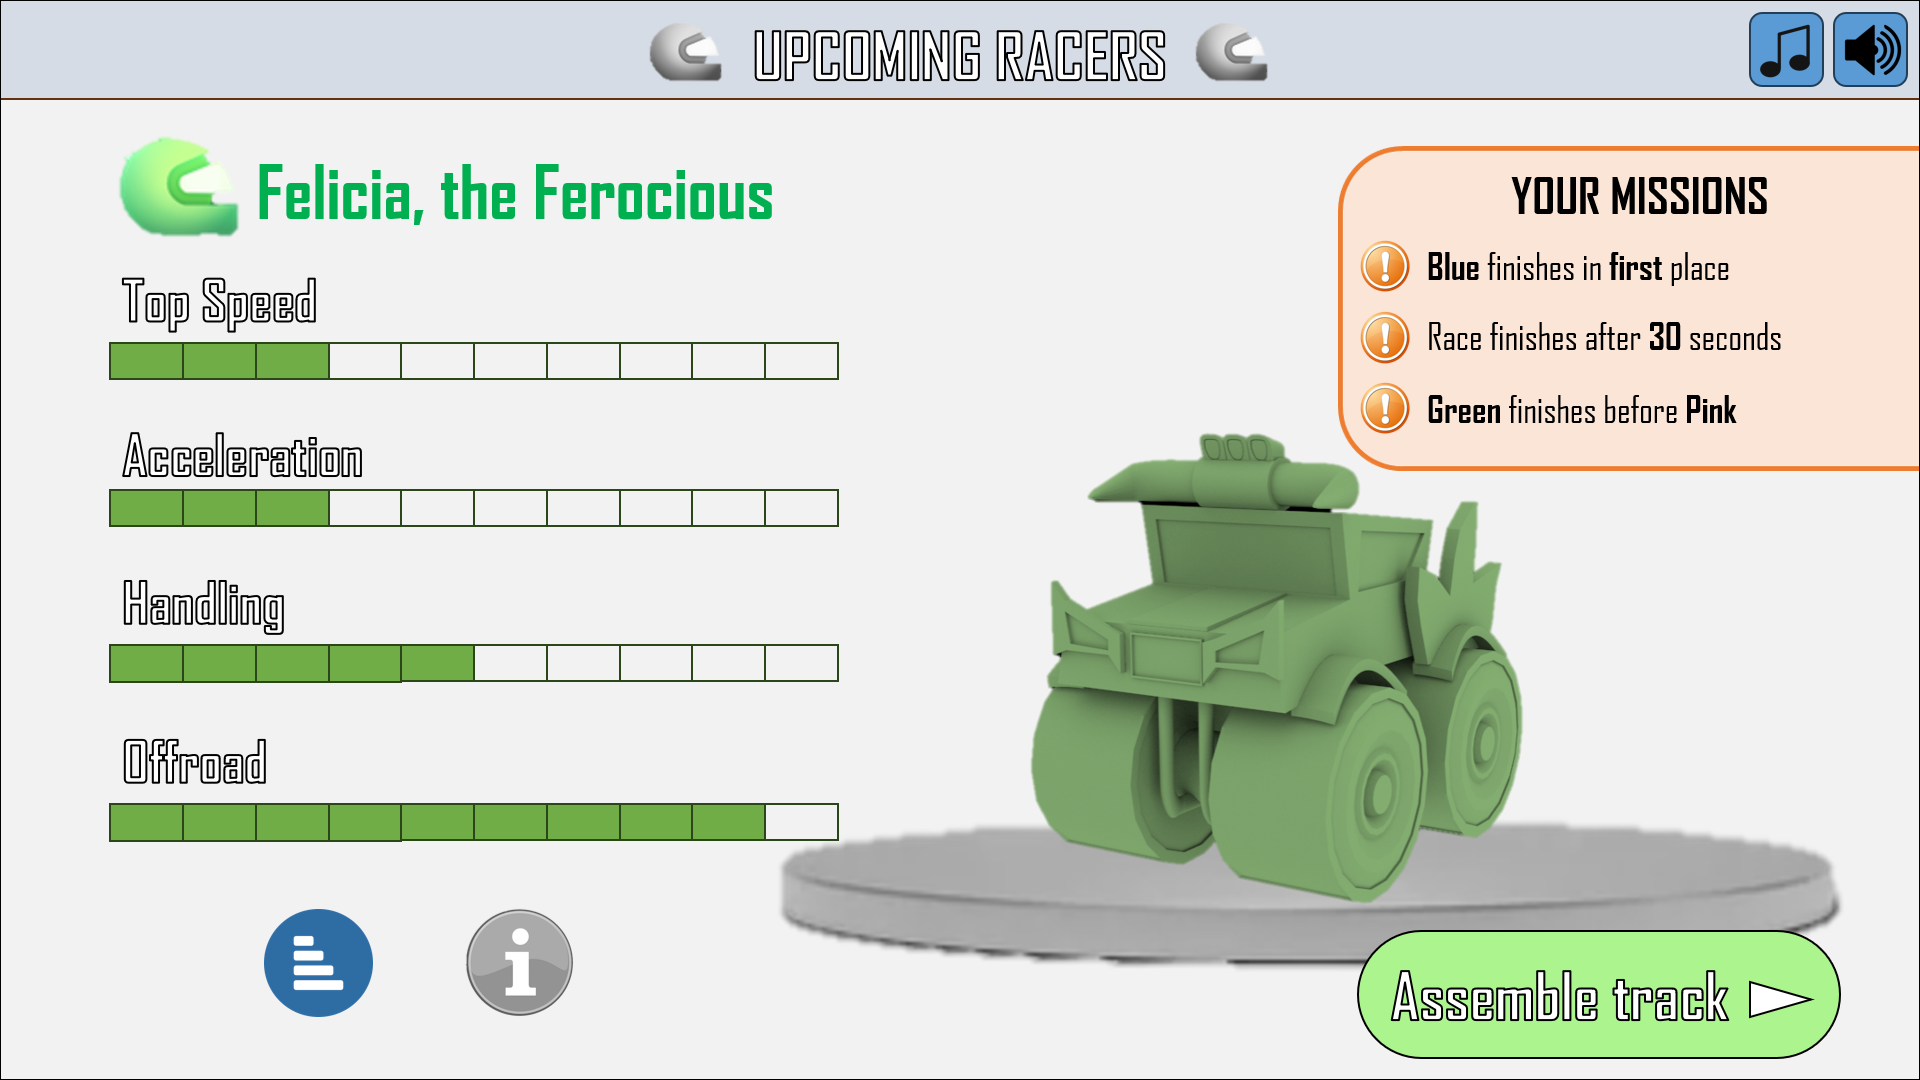 UPCOMING RACERS
Felicia, the Ferocious
Top Speed
Acceleration
Handling
Offroad
YOUR MISSIONS
Blue finishes in first place
Race finishes after 30 seconds
Green finishes before Pink
Assemble track